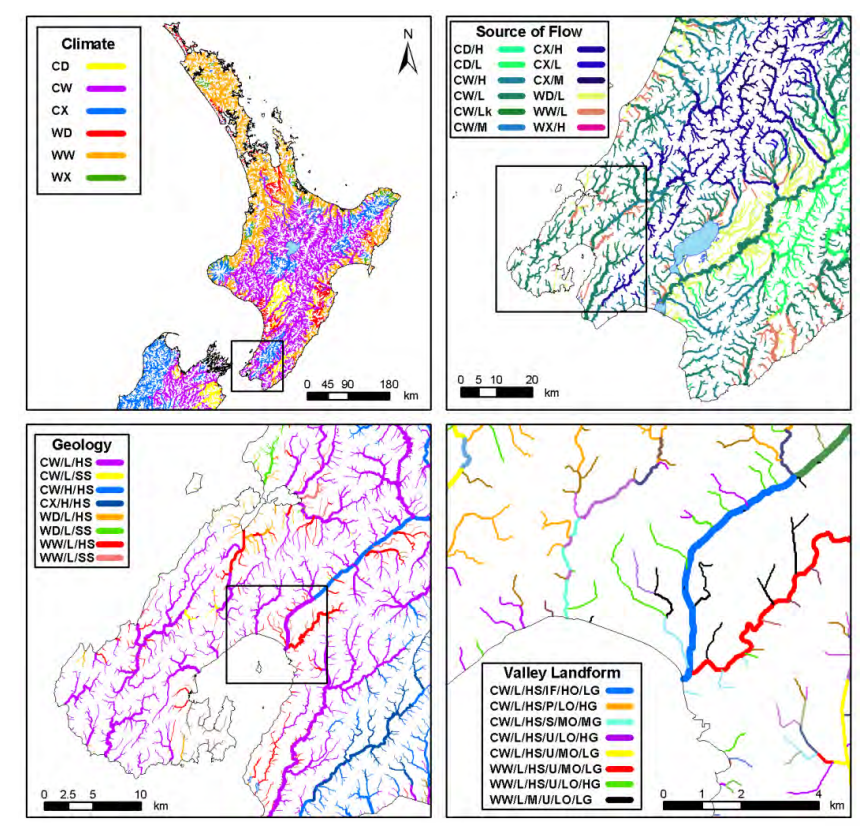 Climate
CD
CW
CX
WD
WW
WX
N
0 45 90 180
km
Source of Flow
CD/H CX/H
CD/L CX/L
CW/H CX/M
CW/L WD/L
CW/Lk WW/L
CW/M WX/H
0 5 10 20
km
Geology
CW/L/HS
CW/L/SS
CW/H/HS
CX/H/HS
WD/L/HS
WD/L/SS
WW/L/HS
WW/L/SS
0 2.5 5 10
km
Valley Landform
CW/L/HS/IF/HO/LG
CW/L/HS/P/LO/HG
CW/L/HS/S/MO/MG
CW/L/HS/U/LO/HG
CW/L/HS/U/MO/LG
WW/L/HS/U/MO/LG
WW/L/HS/U/LO/HG
WW/L/M/U/LO/LG
0 1 2 4
km